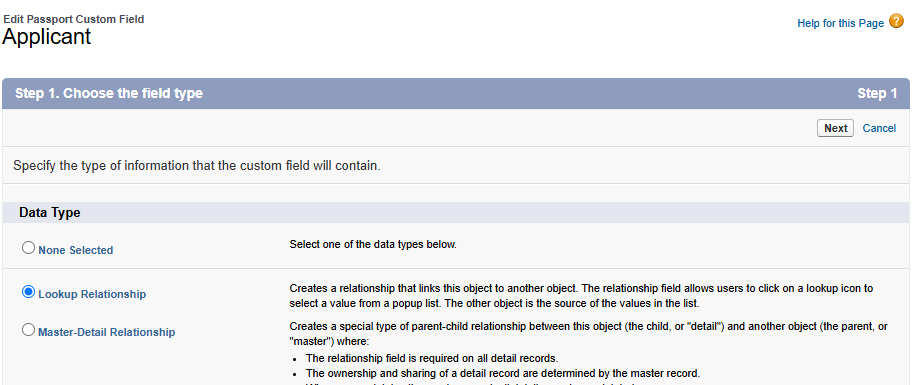 Edit Passport Custom Field
Applicant
Help for this Page
Step 1. Choose the field type
Step 1
Next
Cancel
Specify the type of information that the custom field will contain.
Data Type
None Selected
Select one of the data types below.
Lookup Relationship
Creates a relationship that links this object to another object. The relationship field allows users to click on a lookup icon to
select a value from a popup list. The other object is the source of the values in the list.
Master-Detail Relationship
Creates a special type of parent-child relationship between this object (the child, or "detail") and another object (the parent, or
"master") where:
• The relationship field is required on all detail records.
• The ownership and sharing of a detail record are determined by the master record.